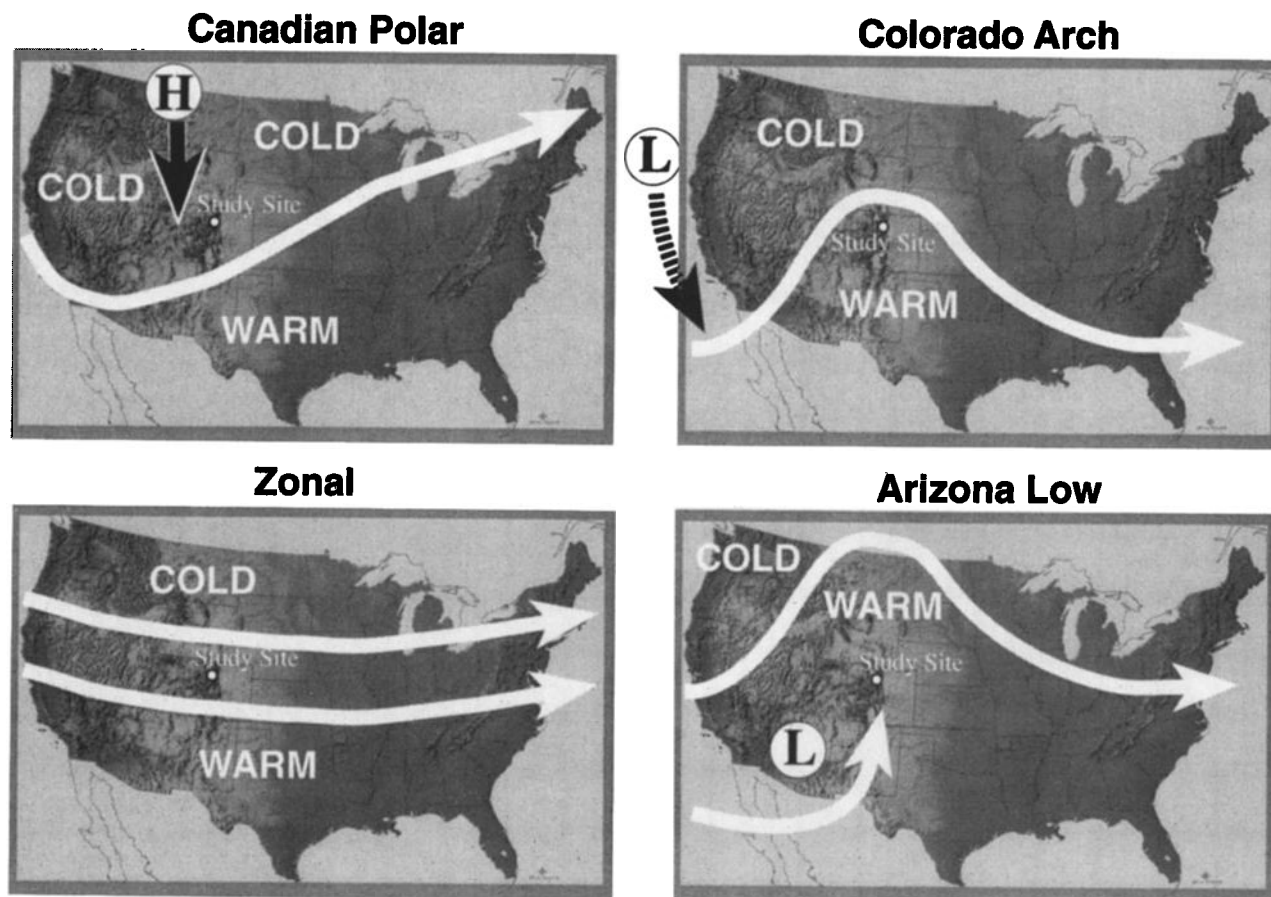 Canadian Polar
H
COLD
COLD
Study Site
WARM
Colorado Arch
L
COLD
Study Site
WARM
Zonal
COLD
Study Site
WARM
Arizona Low
COLD
WARM
Study Site
L